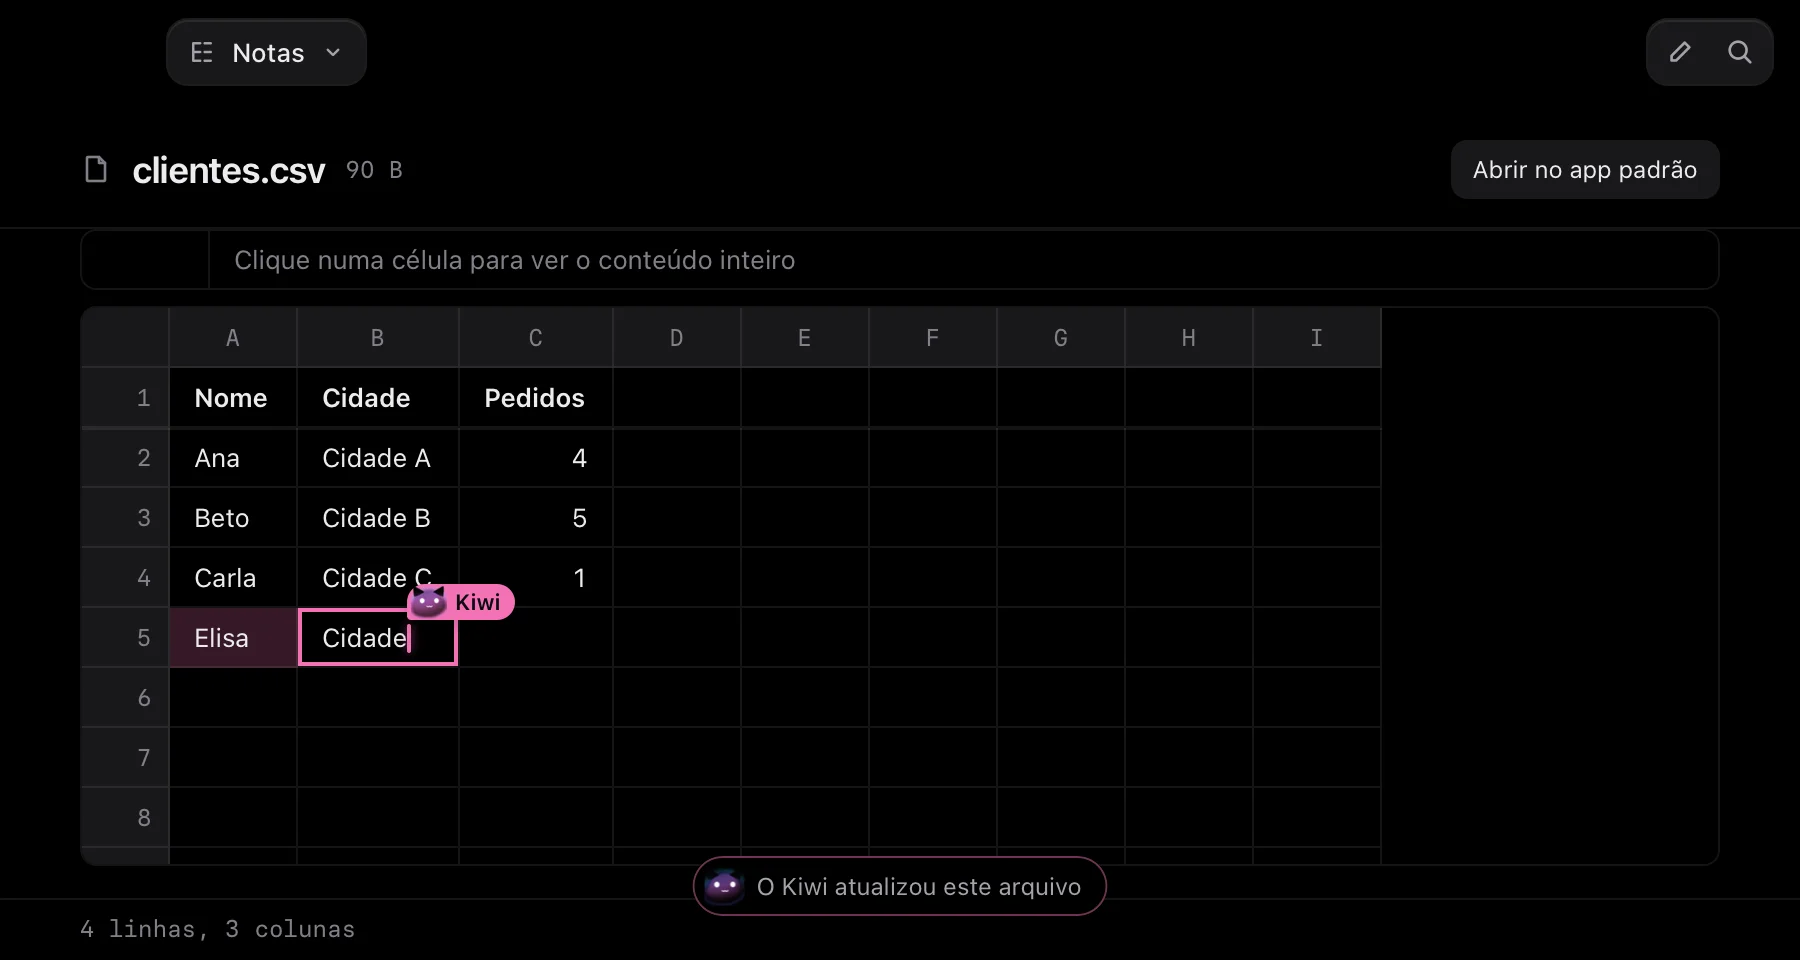 Notas
clientes.csv 90 B
Abrir no app padrão
Clique numa célula para ver o conteúdo inteiro
A B C D E F G H I
1 Nome Cidade Pedidos
2 Ana Cidade A 4
3 Beto Cidade B 5
4 Carla Cidade C 1
Kiwi
5 Elisa Cidade
6
7
8
O Kiwi atualizou este arquivo
4 linhas, 3 colunas